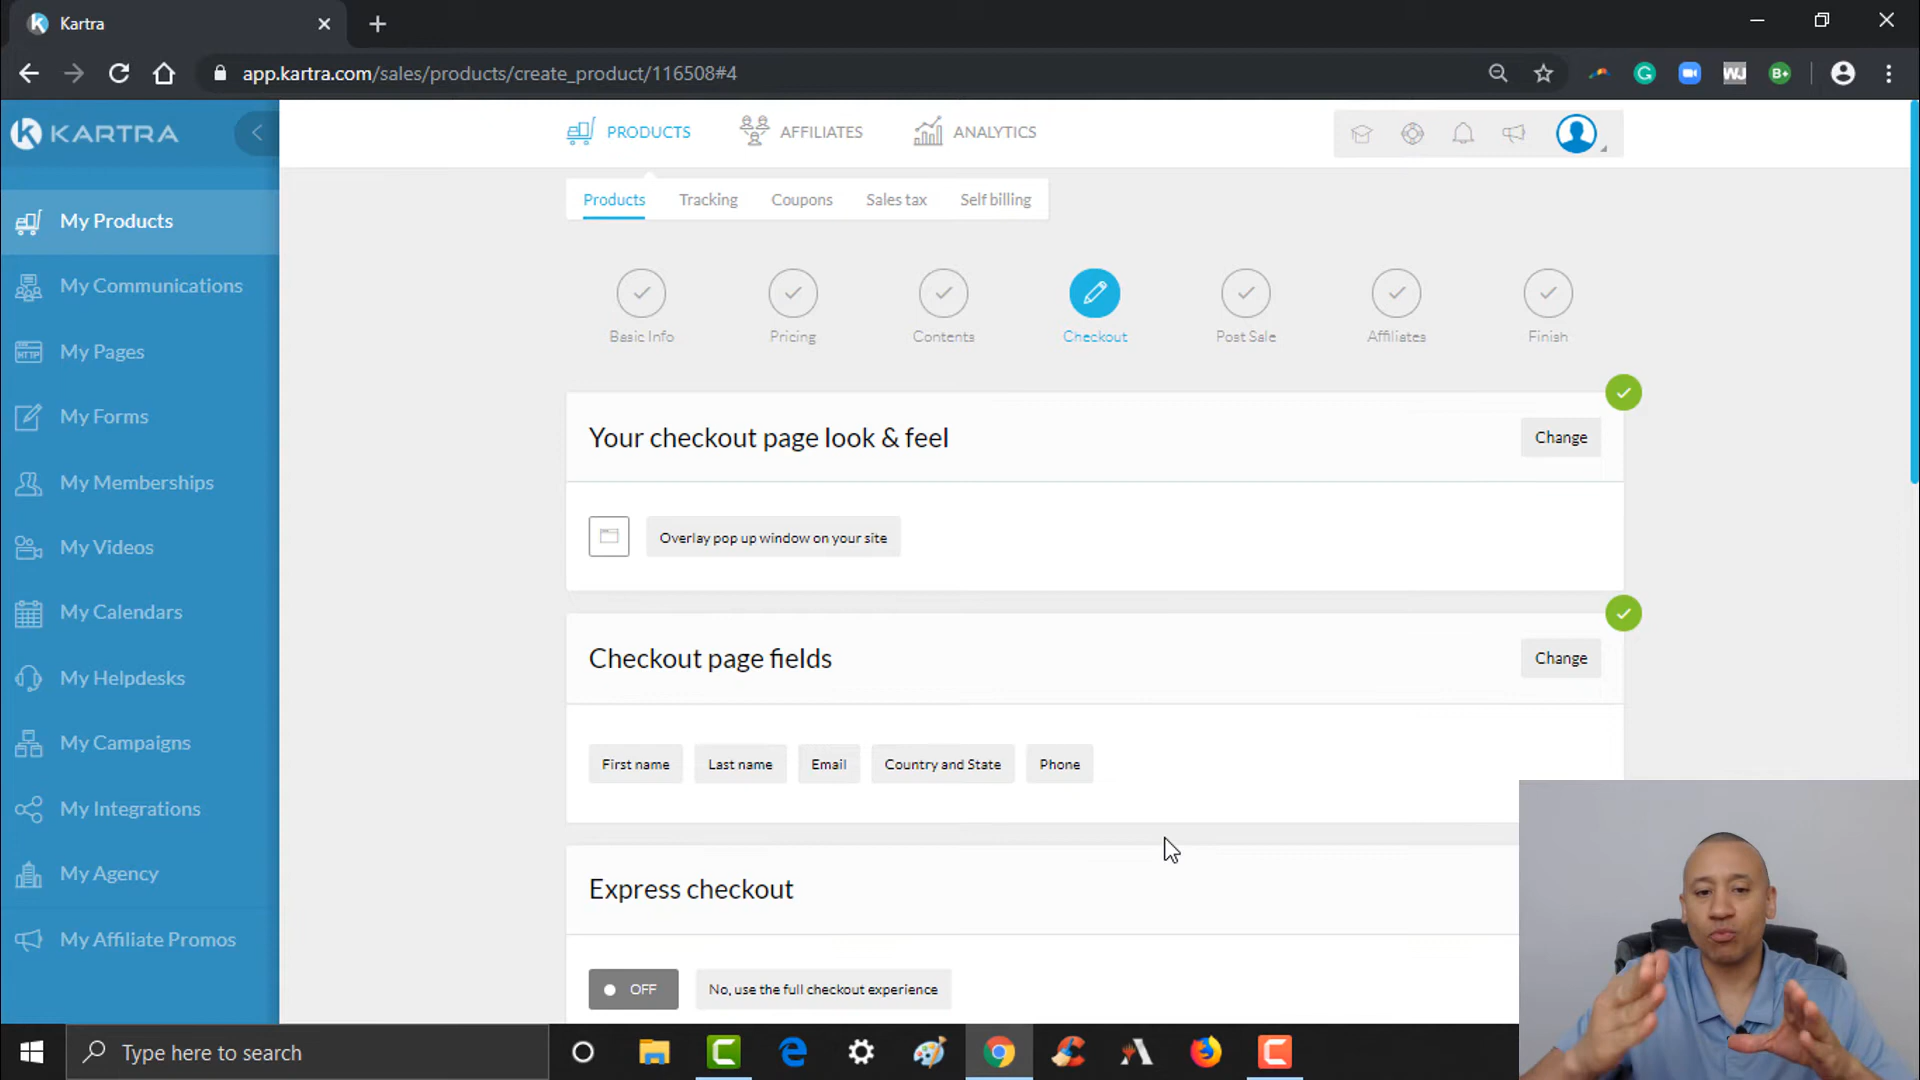 Kartra
app.kartra.com/sales/products/create_product/116508#4
KARTRA
PRODUCTS AFFILIATES ANALYTICS
Products Tracking Coupons Sales tax Self billing
My Products
My Communications
My Pages
HTTP
My Forms
My Memberships
My Videos
My Calendars
My Helpdesks
My Campaigns
My Integrations
My Agency
My Affiliate Promos
Basic Info Pricing Contents Checkout Post Sale Affiliates Finish
Your checkout page look & feel
Change
Overlay pop up window on your site
Checkout page fields
Change
First name Last name Email Country and State Phone
Express checkout
OFF No, use the full checkout experience
Type here to search